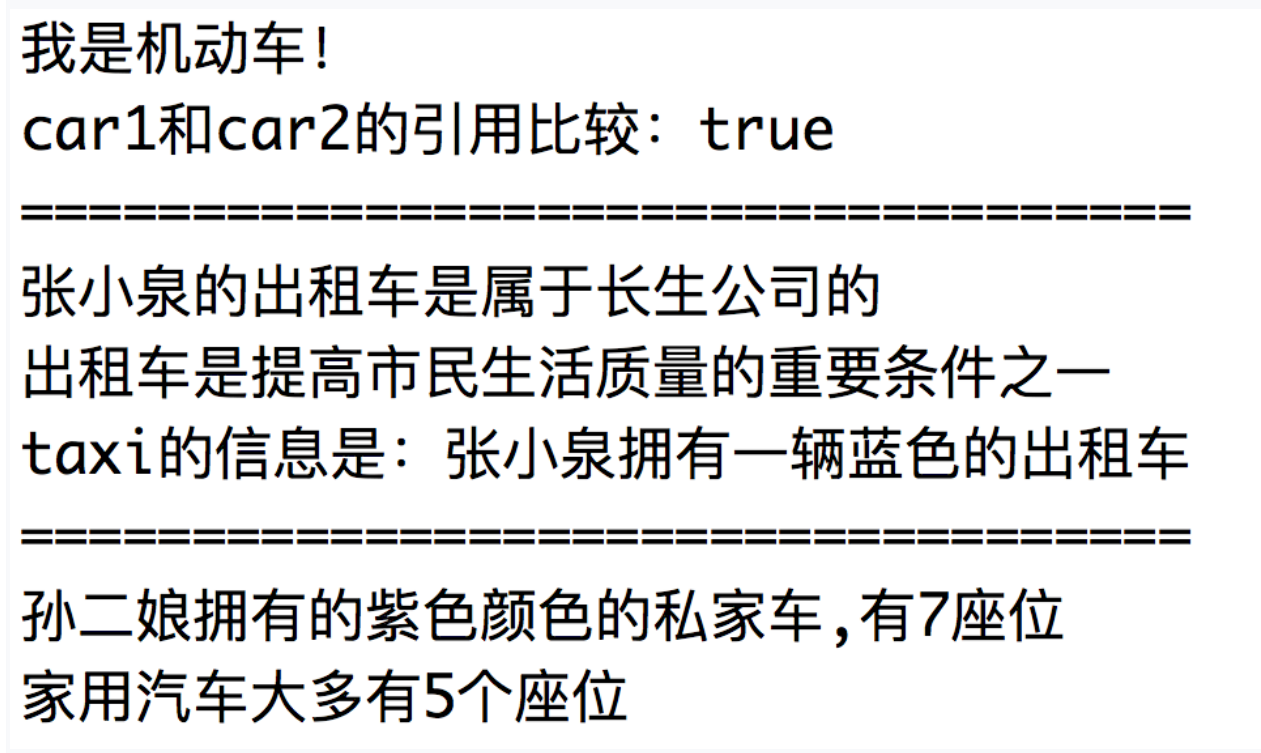 我是机动车!
car1和car2的引用比较：true
==================================
张小泉的出租车是属于长生公司的
出租车是提高市民生活质量的重要条件之一
taxi的信息是：张小泉拥有一辆蓝色的出租车
==================================
孙二娘拥有的紫色颜色的私家车,有7座位
家用汽车大多有5个座位